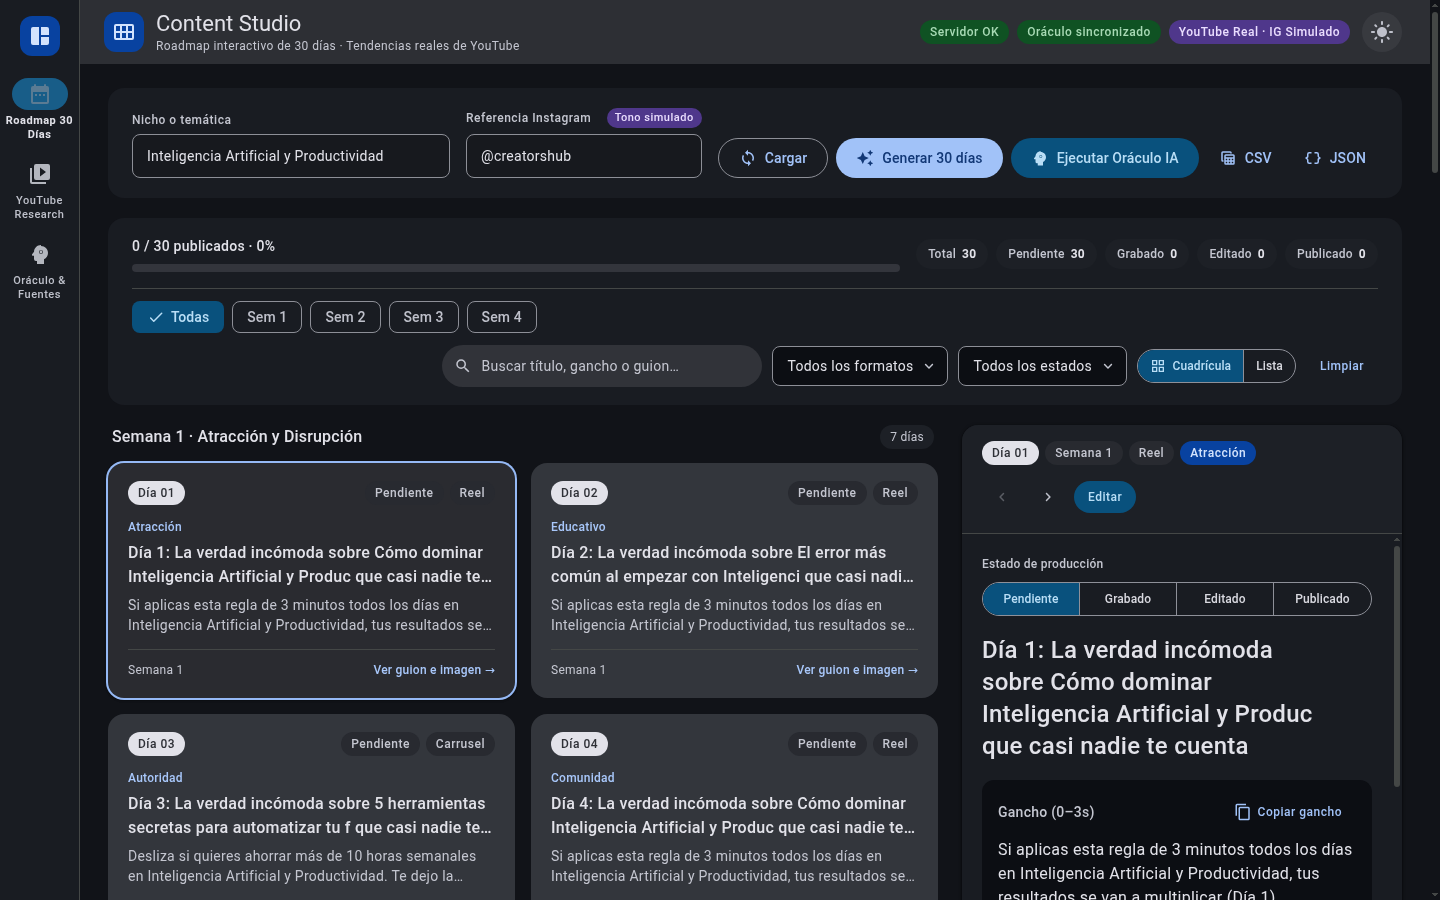 Content Studio
Roadmap interactivo de 30 días · Tendencias reales de YouTube
Servidor OK
Oráculo sincronizado
YouTube Real · IG Simulado
Roadmap 30
Días
YouTube
Research
Oráculo &
Fuentes
Nicho o temática
Inteligencia Artificial y Productividad
Referencia Instagram
Tono simulado
@creatorshub
Cargar
Generar 30 días
Ejecutar Oráculo IA
CSV
JSON
0 / 30 publicados · 0%
Total 30
Pendiente 30
Grabado 0
Editado 0
Publicado 0
Todas
Sem 1
Sem 2
Sem 3
Sem 4
Buscar título, gancho o guion…
Todos los formatos
Todos los estados
Cuadrícula
Lista
Limpiar
Semana 1 · Atracción y Disrupción
7 días
Día 01
Pendiente
Reel
Atracción
Día 1: La verdad incómoda sobre Cómo dominar
Inteligencia Artificial y Produc que casi nadie te…
Si aplicas esta regla de 3 minutos todos los días en
Inteligencia Artificial y Productividad, tus resultados se…
Semana 1
Ver guion e imagen →
Día 02
Pendiente
Reel
Educativo
Día 2: La verdad incómoda sobre El error más
común al empezar con Inteligenci que casi nadi…
Si aplicas esta regla de 3 minutos todos los días en
Inteligencia Artificial y Productividad, tus resultados se…
Semana 1
Ver guion e imagen →
Día 03
Pendiente
Carrusel
Autoridad
Día 3: La verdad incómoda sobre 5 herramientas
secretas para automatizar tu f que casi nadie te…
Desliza si quieres ahorrar más de 10 horas semanales
en Inteligencia Artificial y Productividad. Te dejo la…
Día 04
Pendiente
Reel
Comunidad
Día 4: La verdad incómoda sobre Cómo dominar
Inteligencia Artificial y Produc que casi nadie te…
Si aplicas esta regla de 3 minutos todos los días en
Inteligencia Artificial y Productividad, tus resultados se…
Día 01
Semana 1
Reel
Atracción
Editar
Estado de producción
Pendiente
Grabado
Editado
Publicado
Día 1: La verdad incómoda
sobre Cómo dominar
Inteligencia Artificial y Produc
que casi nadie te cuenta
Gancho (0–3s)
Copiar gancho
Si aplicas esta regla de 3 minutos todos los días
en Inteligencia Artificial y Productividad, tus
resultados se van a multiplicar (Día 1)